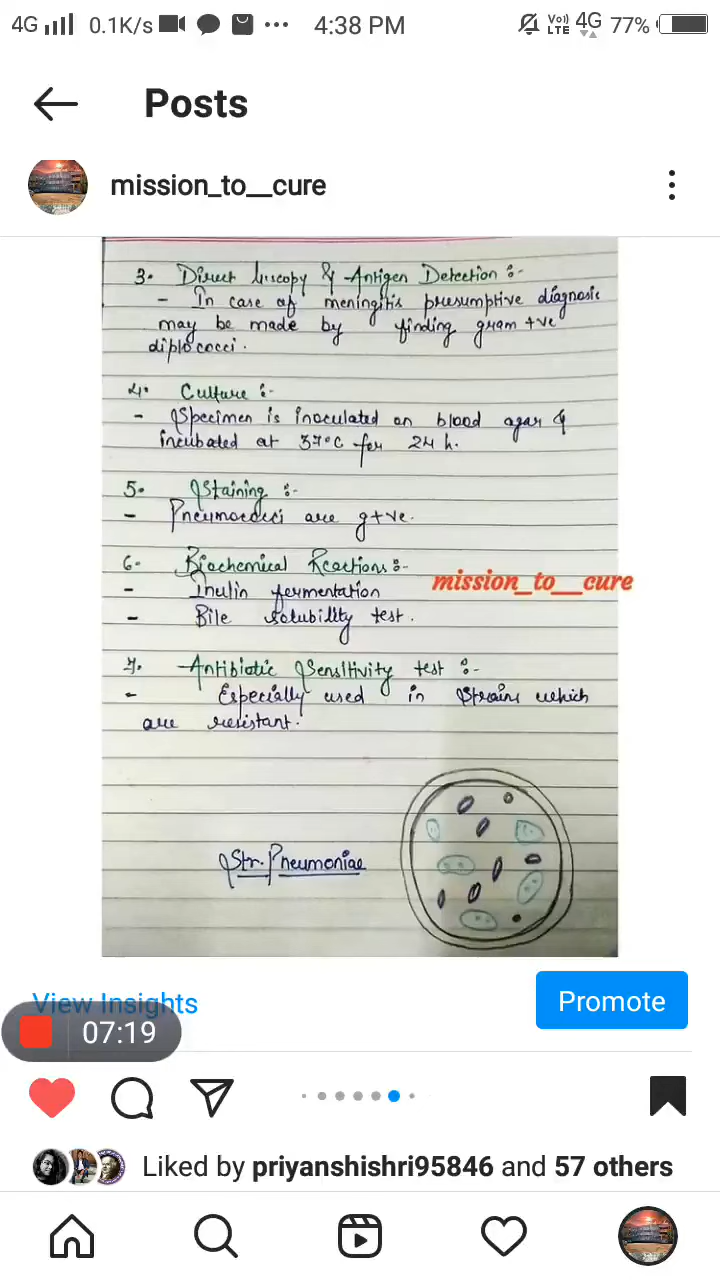 4G 0.1K/s ... 4:38 PM Vo) LTE 4G 77%
Posts
mission_to__cure
3. Direct Miscopy & Antigen Detection :-
- In case of meningitis presumptive diagnosic
may be made by finding gram +ve
diplococci.
4. Culture :-
- Specimen is inoculated on blood agar &
incubated at 37°C for 24 h.
5. Staining :-
- Pneumococci are g+ve.
6- Biochemical Reactions :-
- Inulin fermentation
mission_to__cure
- Bile solubility test.
7. Antibiotic Sensitivity test :-
- Especially used in strains which
are resistant.
Str. Pneumoniae
View Insights
Promote
07:19
Liked by priyanshishri95846 and 57 others